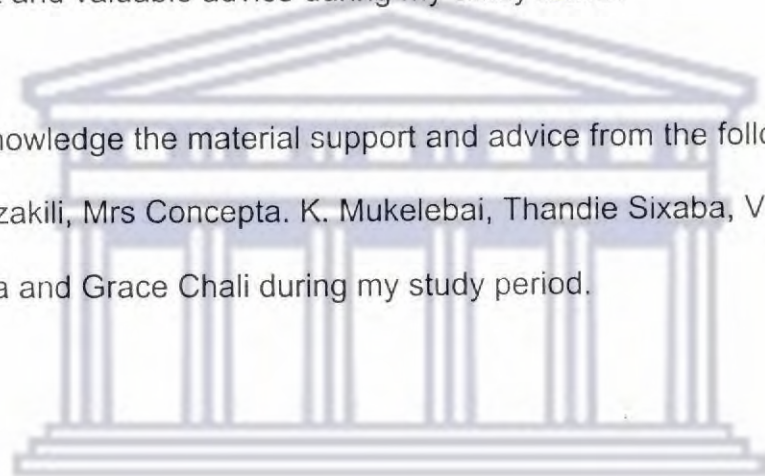 and valuable advice during my study
nowledge the material support and advice from the follo
zakili, Mrs Concepta. K. Mukelebai, Thandie Sixaba, V
a and Grace Chali during my study period.